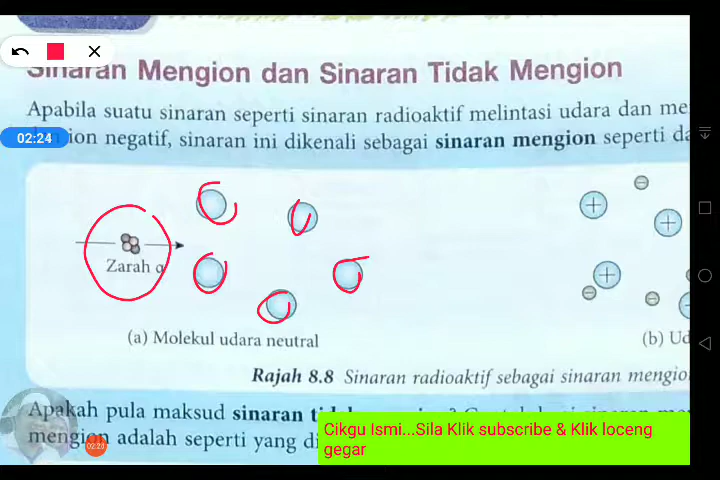 Sinaran Mengion dan Sinaran Tidak Mengion
Apabila suatu sinaran seperti sinaran radioaktif melintasi udara dan me
02:24
ion negatif, sinaran ini dikenali sebagai sinaran mengion seperti da
Zarah α
(a) Molekul udara neutral
(b) Ud
Rajah 8.8 Sinaran radioaktif sebagai sinaran mengio
Apakah pula maksud sinaran
mengion adalah seperti yang di
02:23
Cikgu Ismi...Sila Klik subscribe & Klik loceng
gegar